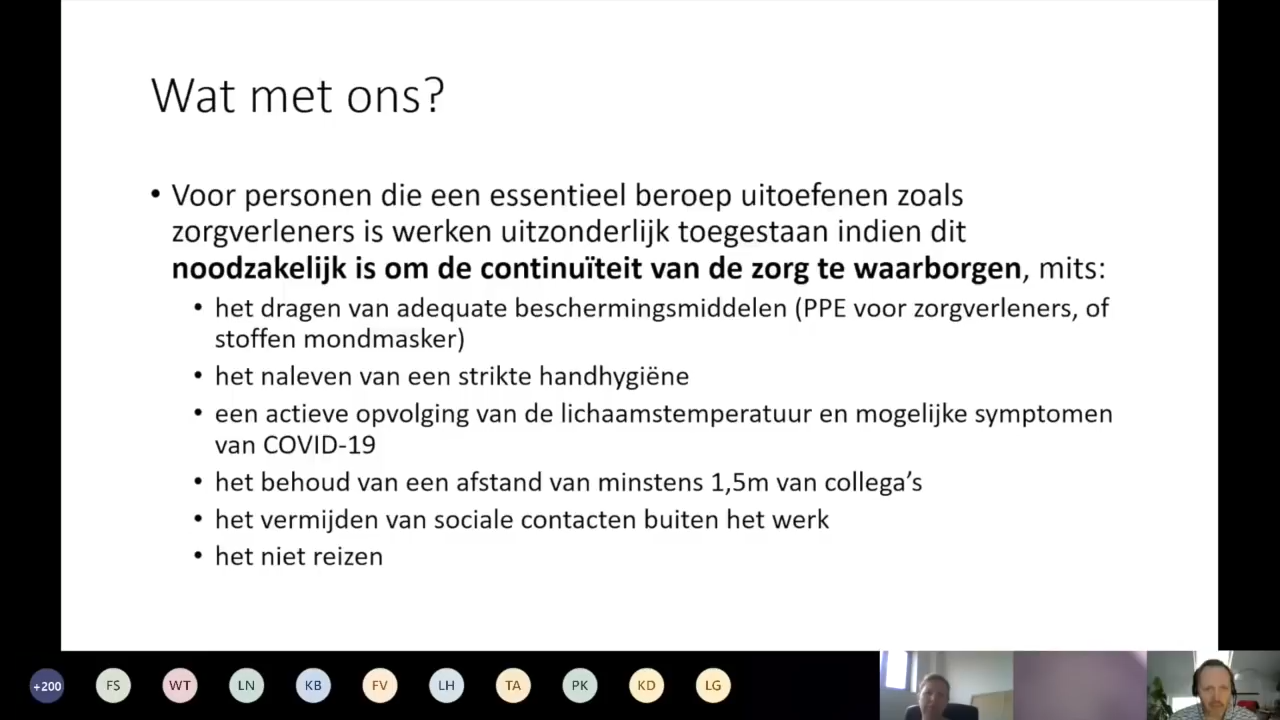 Wat met ons?
• Voor personen die een essentieel beroep uitoefenen zoals
zorgverleners is werken uitzonderlijk toegestaan indien dit
noodzakelijk is om de continuïteit van de zorg te waarborgen, mits:
• het dragen van adequate beschermingsmiddelen (PPE voor zorgverleners, of
stoffen mondmasker)
• het naleven van een strikte handhygiëne
• een actieve opvolging van de lichaamstemperatuur en mogelijke symptomen
van COVID-19
• het behoud van een afstand van minstens 1,5m van collega’s
• het vermijden van sociale contacten buiten het werk
• het niet reizen
+200 FS WT LN KB FV LH TA PK KD LG